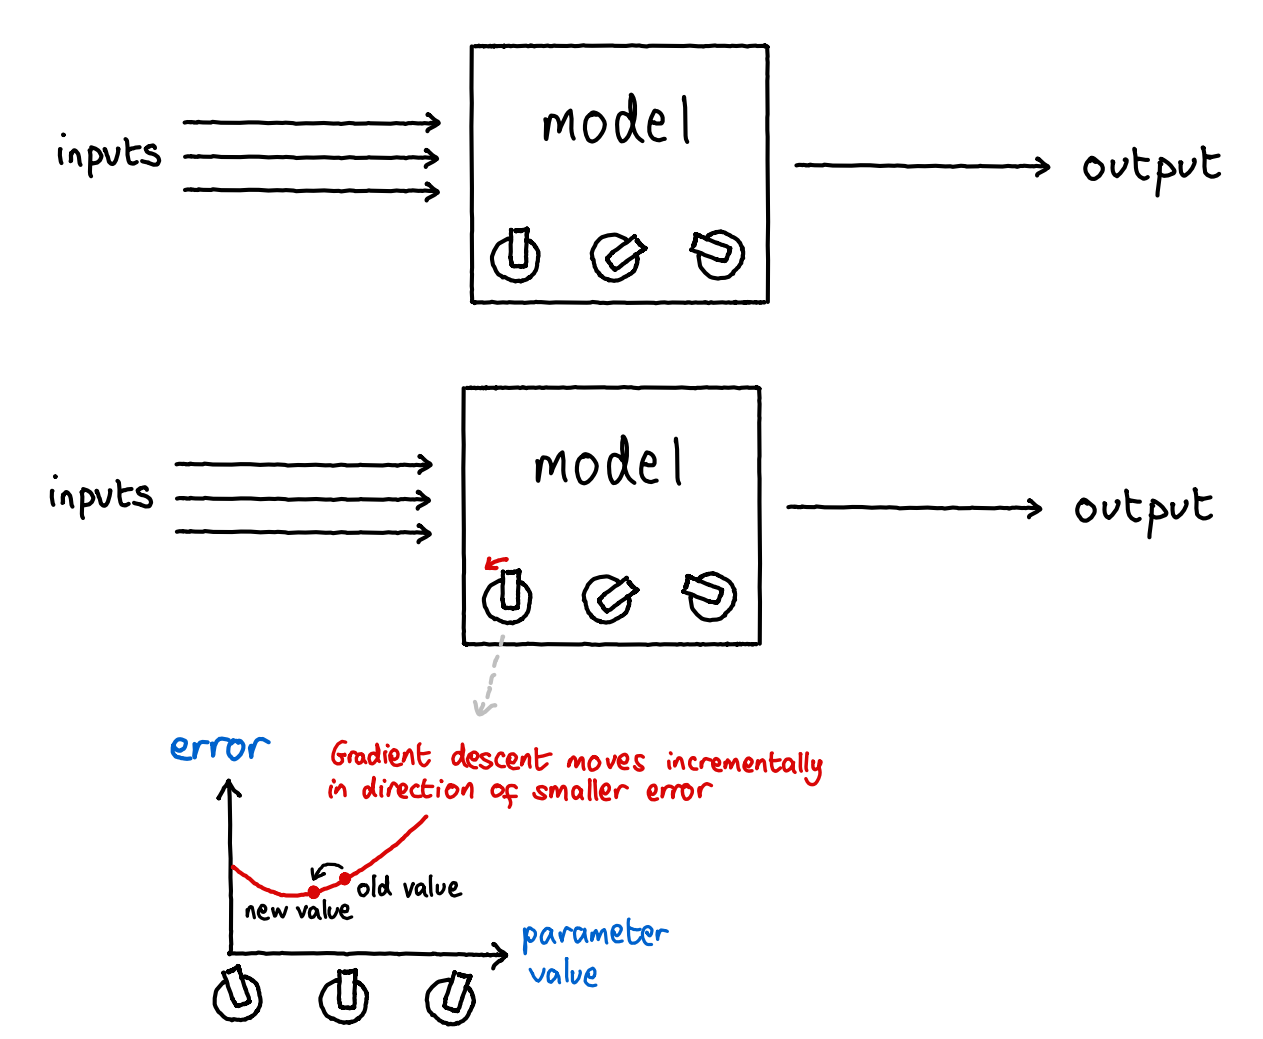 model
inputs
output
model
inputs
output
error
Gradient descent moves incrementally
in direction of smaller error
old value
new value
parameter
value